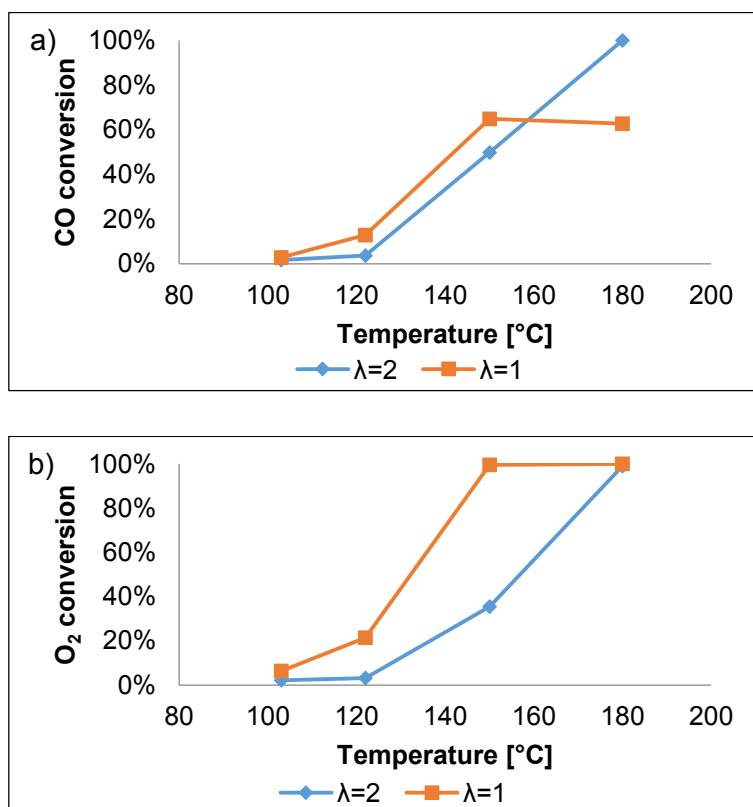 a)
CO conversion
100%
80%
60%
40%
20%
0%
80 100 120 140 160 180 200
Temperature [°C]
λ=2 λ=1
b)
O₂ conversion
100%
80%
60%
40%
20%
0%
80 100 120 140 160 180 200
Temperature [°C]
λ=2 λ=1